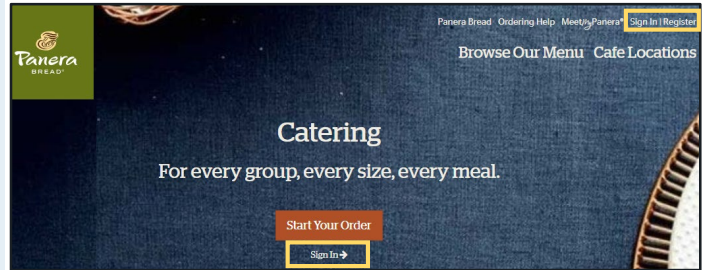 Panera Bread Ordering Help Meet MyPanera® Sign In | Register
Panera
BREAD®
Browse Our Menu Cafe Locations
Catering
For every group, every size, every meal.
Start Your Order
Sign In →